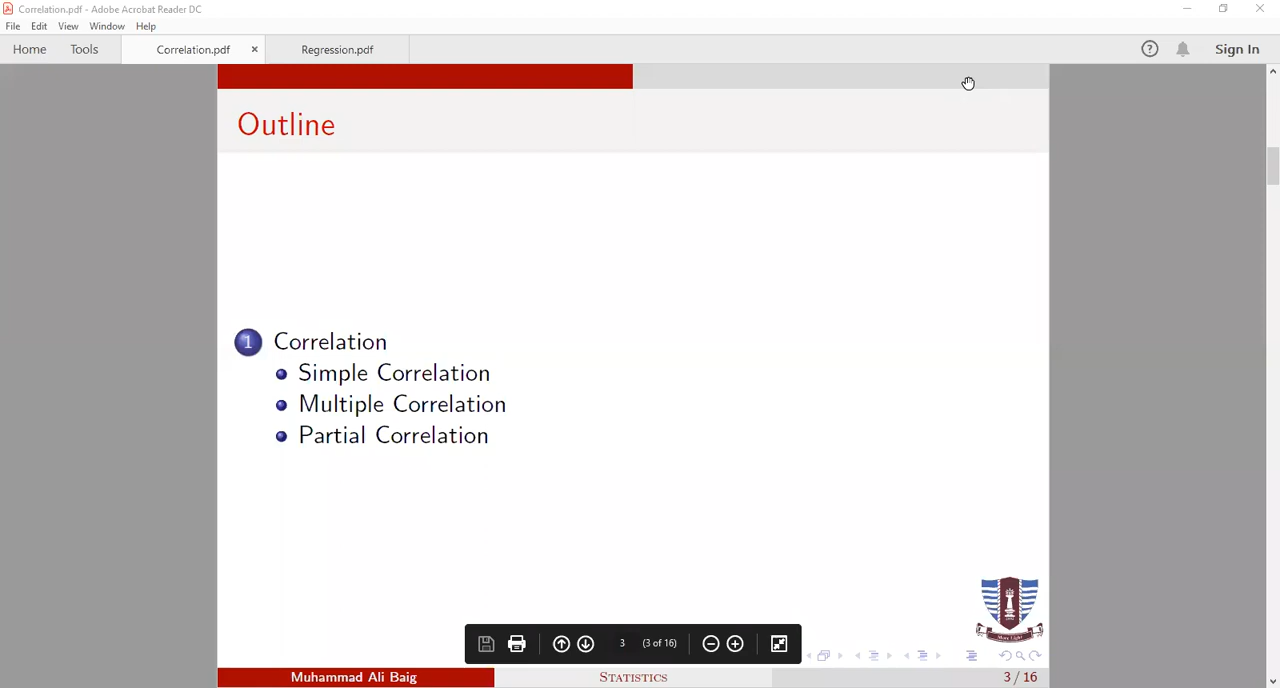 Correlation.pdf - Adobe Acrobat Reader DC
File Edit View Window Help
Home Tools Correlation.pdf × Regression.pdf ? Sign In
Outline
1 Correlation
Simple Correlation
Multiple Correlation
Partial Correlation
3 (3 of 16)
Muhammad Ali Baig STATISTICS 3 / 16